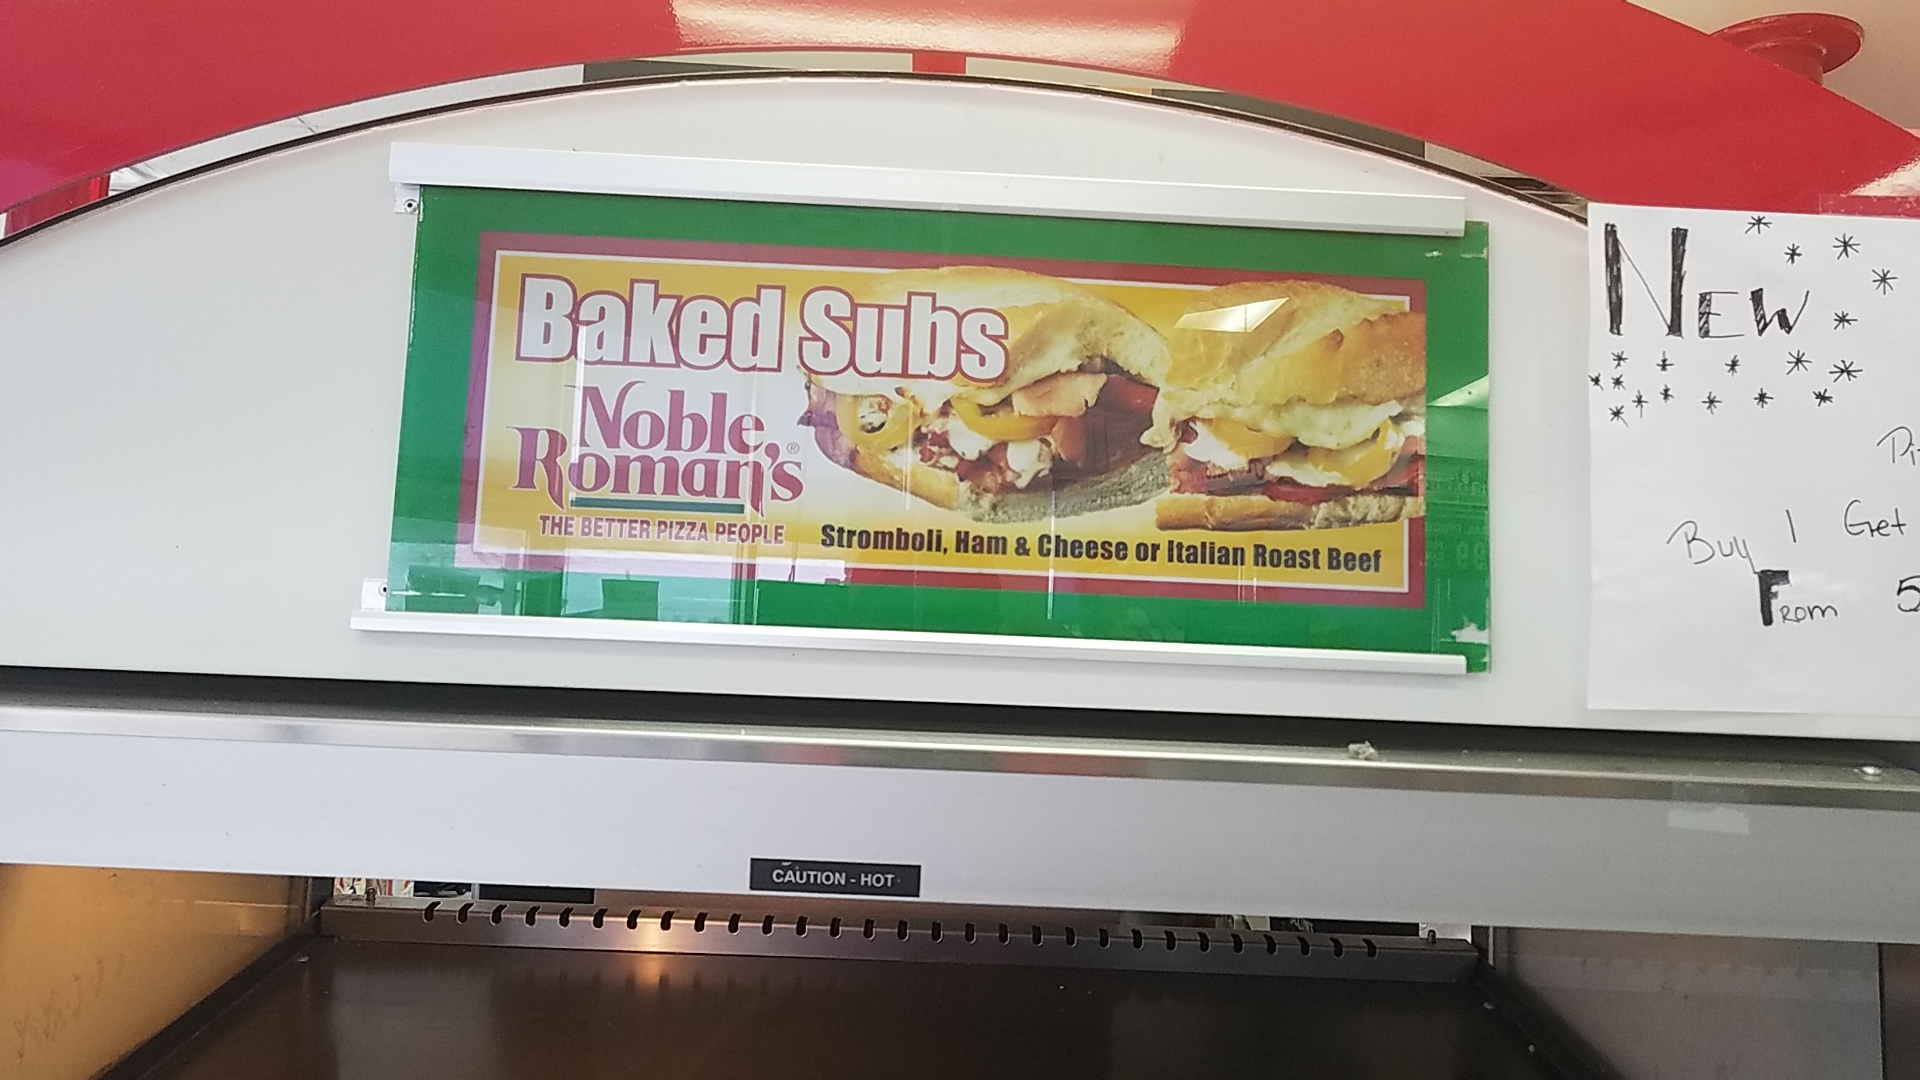 Baked Subs
Noble
Roman's®
THE BETTER PIZZA PEOPLE
Stromboli, Ham & Cheese or Italian Roast Beef
NEW
Buy 1 Get
From 5
CAUTION - HOT